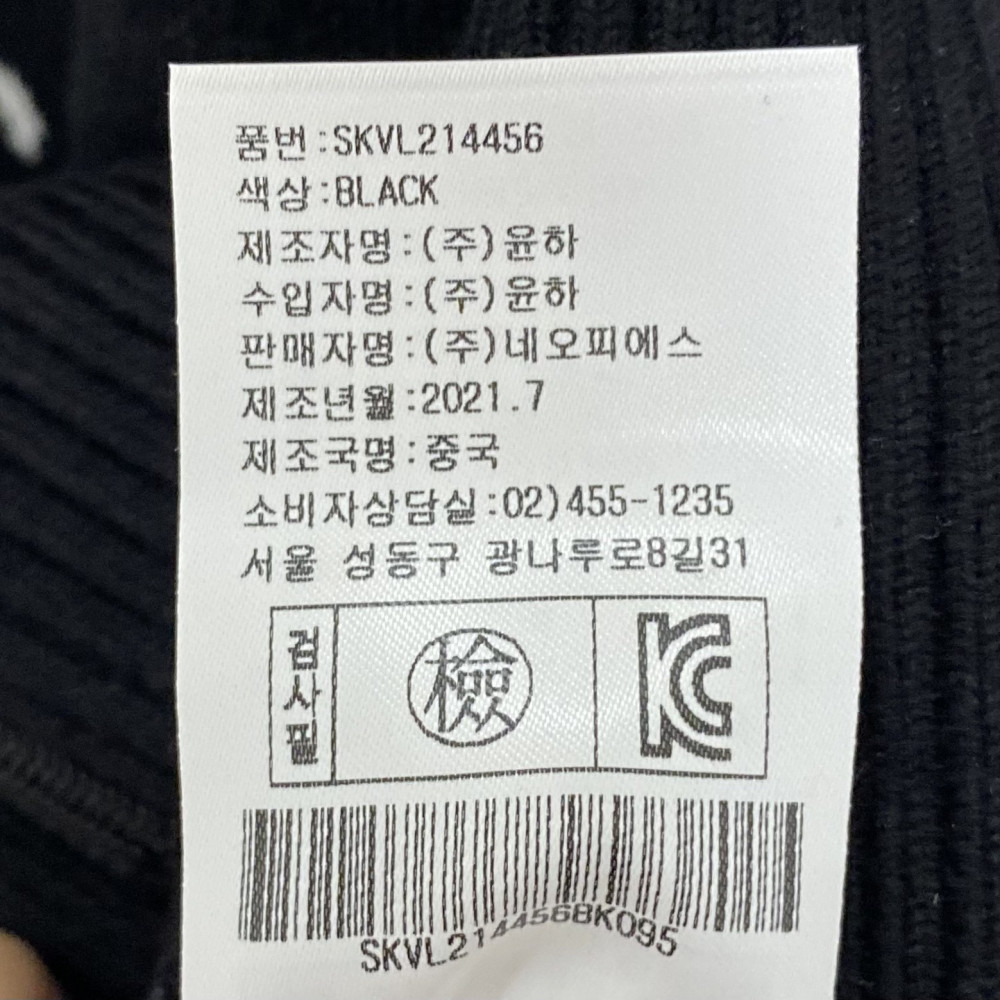 품번:SKVL214456
색상:BLACK
제조자명:(주)윤하
수입자명:(주)윤하
판매자명:(주)네오피에스
제조년월:2021.7
제조국명:중국
소비자상담실:02)455-1235
서울 성동구 광나루로8길31
검사필
檢
KC
SKVL214456BK095